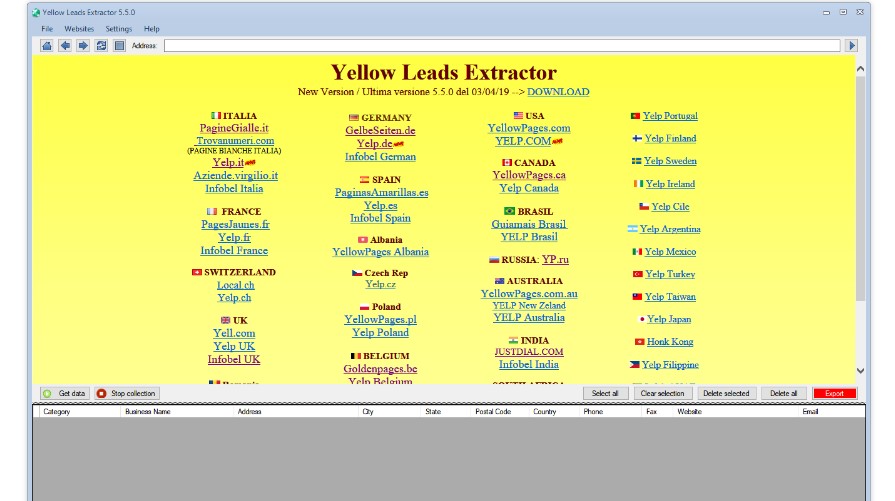 Yellow Leads Extractor 5.5.0
File Websites Settings Help
Address:
Yellow Leads Extractor
New Version / Ultima versione 5.5.0 del 03/04/19 --> DOWNLOAD
ITALIA
PagineGialle.it
Trovanumeri.com
(PAGINE BIANCHE ITALIA)
Yelp.it
Aziende.virgilio.it
Infobel Italia
FRANCE
PagesJaunes.fr
Yelp.fr
Infobel France
SWITZERLAND
Local.ch
Yelp.ch
UK
Yell.com
Yelp UK
Infobel UK
GERMANY
GelbeSeiten.de
Yelp.de
Infobel German
SPAIN
PaginasAmarillas.es
Yelp.es
Infobel Spain
Albania
YellowPages Albania
Czech Rep
Yelp.cz
Poland
YellowPages.pl
Yelp Poland
BELGIUM
Goldenpages.be
Yelp Belgium
USA
YellowPages.com
YELP.COM
CANADA
YellowPages.ca
Yelp Canada
BRASIL
Guiamais Brasil
YELP Brasil
RUSSIA: YP.ru
AUSTRALIA
YellowPages.com.au
YELP New Zeland
YELP Australia
INDIA
JUSTDIAL.COM
Infobel India
Yelp Portugal
Yelp Finland
Yelp Sweden
Yelp Ireland
Yelp Cile
Yelp Argentina
Yelp Mexico
Yelp Turkey
Yelp Taiwan
Yelp Japan
Honk Kong
Yelp Filippine
Get data Stop collection Select all Clear selection Delete selected Delete all Export
Category Business Name Address City State Postal Code Country Phone Fax Website Email